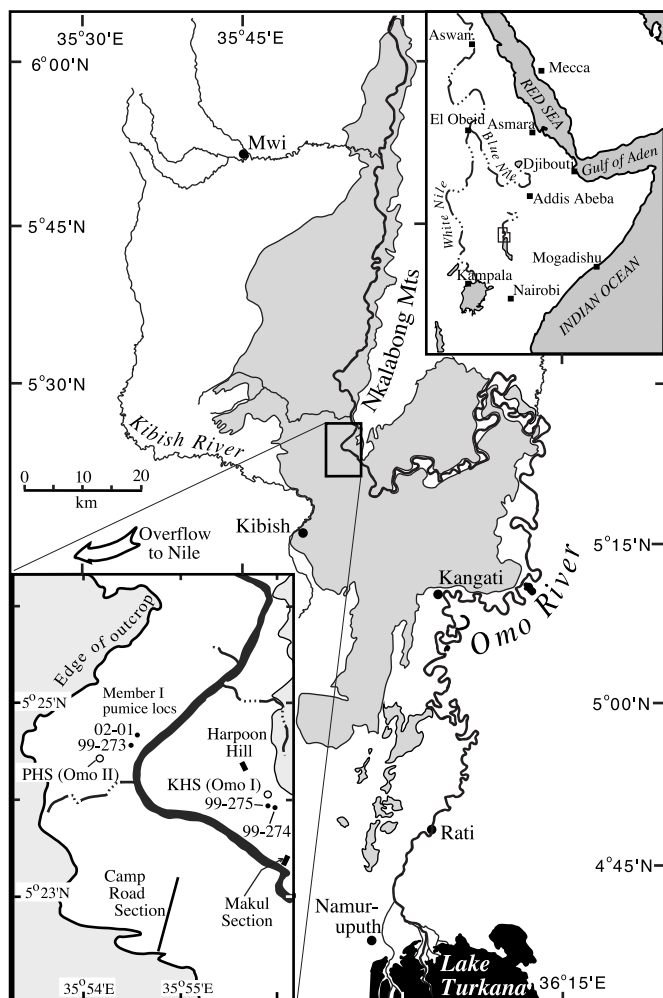 35°30'E
35°45'E
6°00'N
Mwi
5°45'N
Nkalabong Mts
5°30'N
Kibish River
0 10 20
km
Overflow
to Nile
Kibish
5°15'N
Kangati
Omo River
5°00'N
Rati
4°45'N
Namur-
uputh
Lake
Turkana
36°15'E
Aswan
Mecca
RED SEA
El Obeid
Asmara
Blue Nile
Djibouti
Gulf of Aden
White Nile
Addis Abeba
Mogadishu
Kampala
Nairobi
INDIAN OCEAN
Edge of outcrop
5°25'N
Member I
pumice locs
02-01
99-273
PHS (Omo II)
Harpoon
Hill
KHS (Omo I)
99-275
99-274
5°23'N
Camp
Road
Section
Makul
Section
35°54'E
35°55'E